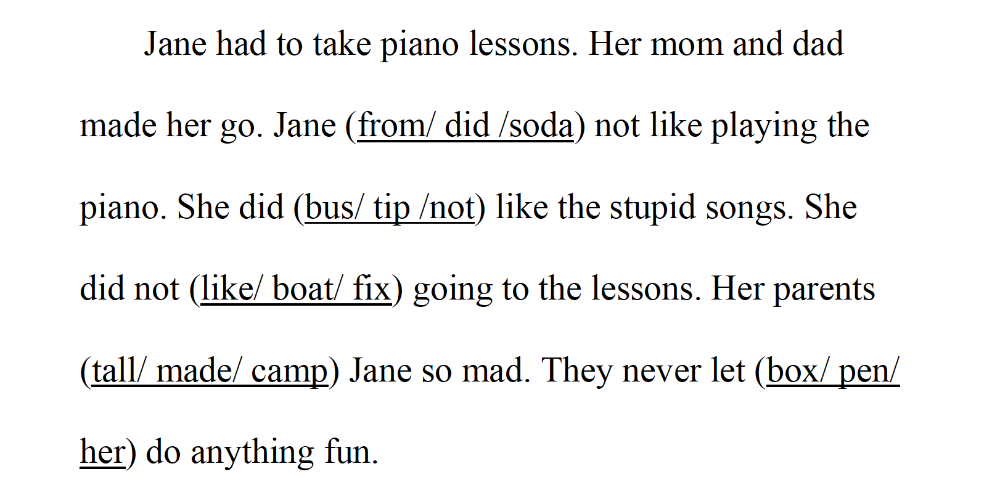 Jane had to take piano lessons. Her mom and dad
made her go. Jane (from/ did /soda) not like playing the
piano. She did (bus/ tip /not) like the stupid songs. She
did not (like/ boat/ fix) going to the lessons. Her parents
(tall/ made/ camp) Jane so mad. They never let (box/ pen/
her) do anything fun.